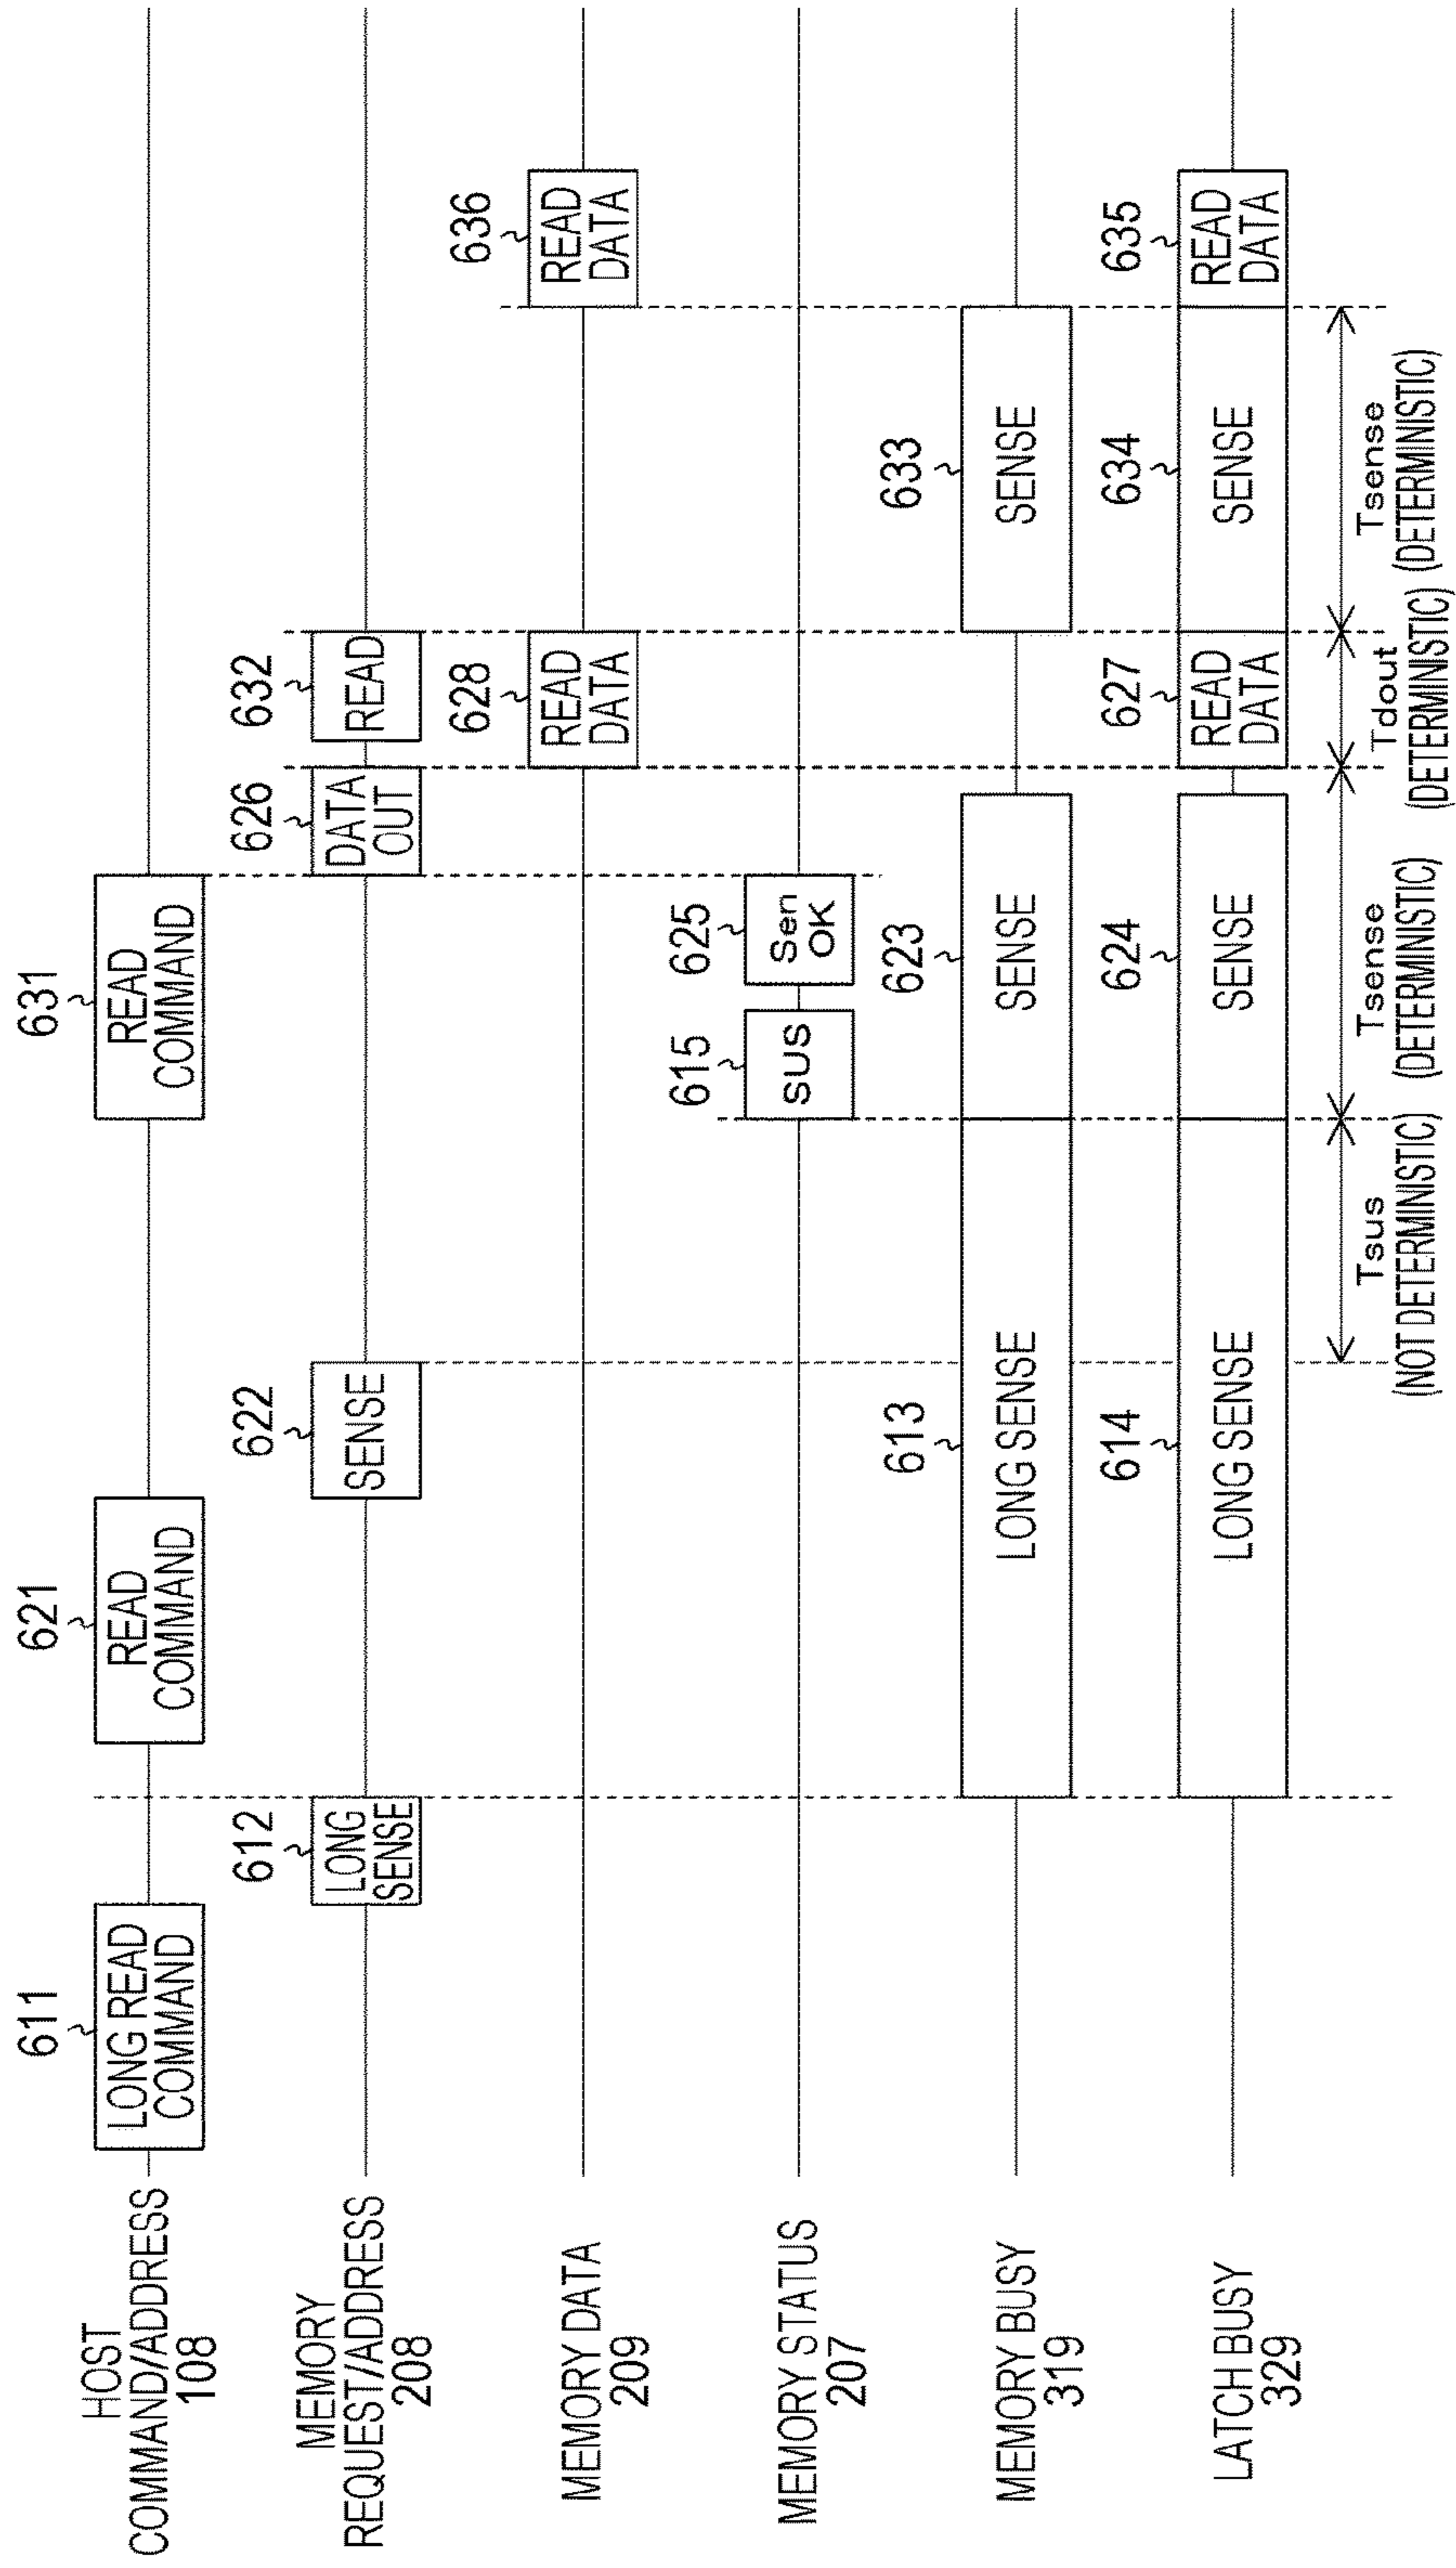 HOST
COMMAND/ADDRESS
108
611
LONG READ
COMMAND
621
READ
COMMAND
631
READ
COMMAND
MEMORY
REQUEST/ADDRESS
208
612
LONG
SENSE
622
SENSE
626
DATA
OUT
632
READ
MEMORY DATA
209
628
READ
DATA
636
READ
DATA
MEMORY STATUS
207
615
SUS
625
Sen
OK
MEMORY BUSY
319
613
LONG SENSE
623
SENSE
633
SENSE
LATCH BUSY
329
614
LONG SENSE
624
SENSE
627
READ
DATA
634
SENSE
635
READ
DATA
Tsus
(NOT DETERMINISTIC)
Tsense
(DETERMINISTIC)
Tdout
(DETERMINISTIC)
Tsense
(DETERMINISTIC)